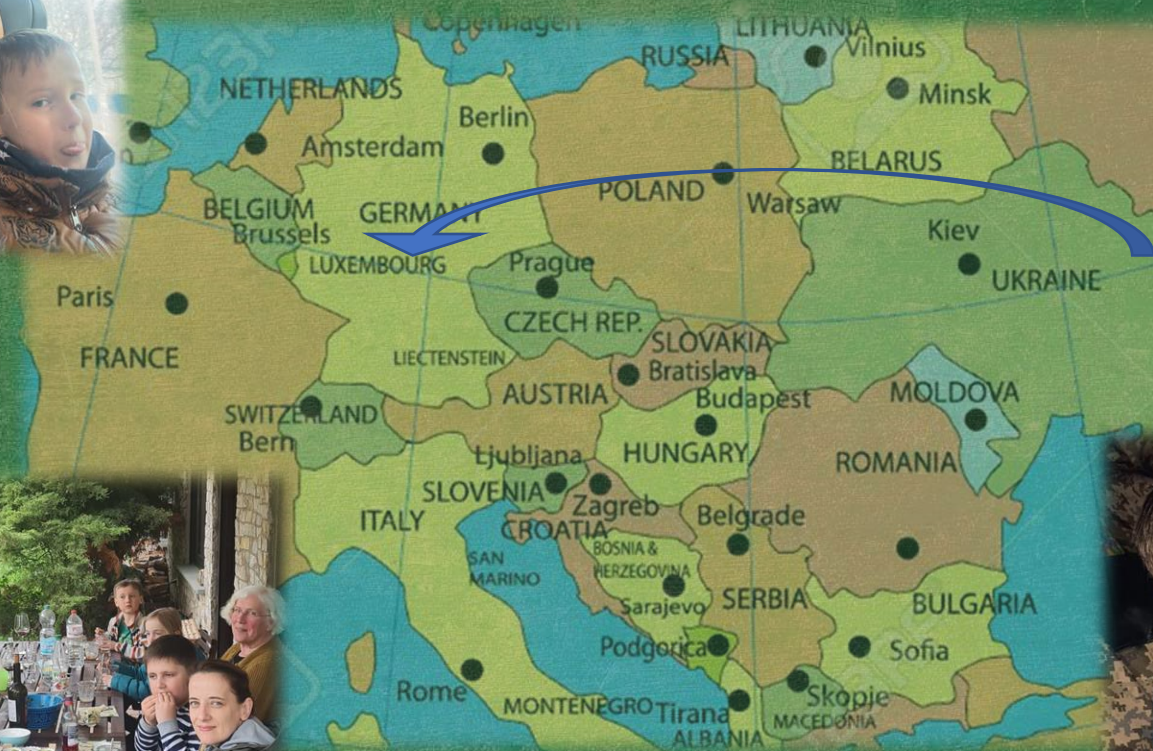 Copenhagen
LITHUANIA
Vilnius
RUSSIA
NETHERLANDS
Minsk
Berlin
Amsterdam
BELARUS
POLAND
Warsaw
BELGIUM
GERMANY
Brussels
Kiev
LUXEMBOURG
Prague
UKRAINE
Paris
CZECH REP.
SLOVAKIA
FRANCE
LIECTENSTEIN
Bratislava
AUSTRIA
MOLDOVA
Budapest
SWITZERLAND
Bern
HUNGARY
Ljubljana
ROMANIA
SLOVENIA
Zagreb
ITALY
CROATIA
Belgrade
BOSNIA &
HERZEGOVINA
SAN
MARINO
Sarajevo
SERBIA
BULGARIA
Podgorica
Sofia
Rome
Skopje
MONTENEGRO
Tirana
MACEDONIA
ALBANIA